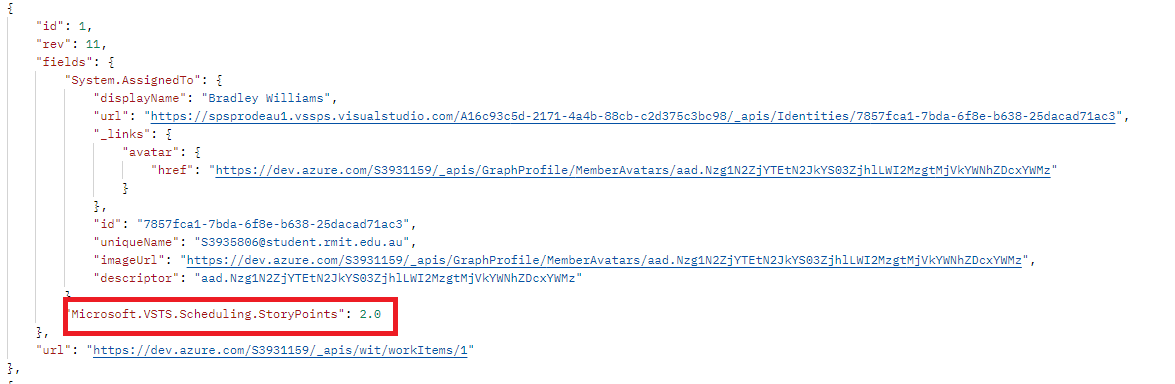 {
"id": 1,
"rev": 11,
"fields": {
"System.AssignedTo": {
"displayName": "Bradley Williams",
"url": "https://spsprodeau1.vssps.visualstudio.com/A16c93c5d-2171-4a4b-88cb-c2d375c3bc98/_apis/Identities/7857fca1-7bda-6f8e-b638-25dacad71ac3",
"_links": {
"avatar": {
"href": "https://dev.azure.com/S3931159/_apis/GraphProfile/MemberAvatars/aad.Nzg1N2ZjYTEtN2JkYS03ZjhlLWI2MzgtMjVkYWNhZDcxYWMz"
}
},
"id": "7857fca1-7bda-6f8e-b638-25dacad71ac3",
"uniqueName": "S3935806@student.rmit.edu.au",
"imageUrl": "https://dev.azure.com/S3931159/_apis/GraphProfile/MemberAvatars/aad.Nzg1N2ZjYTEtN2JkYS03ZjhlLWI2MzgtMjVkYWNhZDcxYWMz",
"descriptor": "aad.Nzg1N2ZjYTEtN2JkYS03ZjhlLWI2MzgtMjVkYWNhZDcxYWMz"
}
"Microsoft.VSTS.Scheduling.StoryPoints": 2.0
},
"url": "https://dev.azure.com/S3931159/_apis/wit/workItems/1"
},